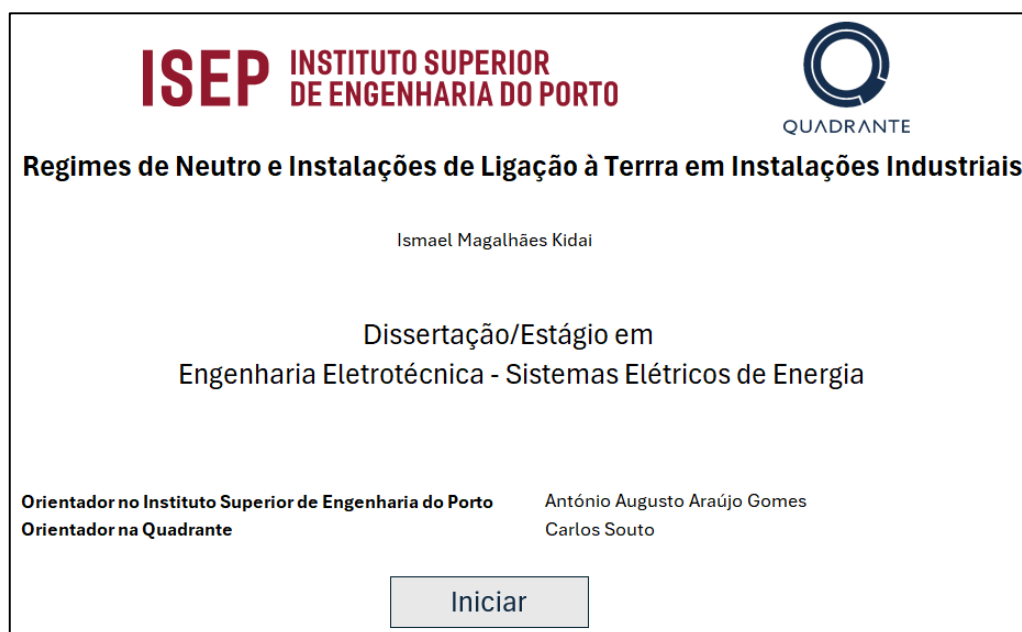 ISEP INSTITUTO SUPERIOR
DE ENGENHARIA DO PORTO
QUADRANTE
Regimes de Neutro e Instalações de Ligação à Terrra em Instalações Industriais
Ismael Magalhães Kidai
Dissertação/Estágio em
Engenharia Eletrotécnica - Sistemas Elétricos de Energia
Orientador no Instituto Superior de Engenharia do Porto António Augusto Araújo Gomes
Orientador na Quadrante Carlos Souto
Iniciar